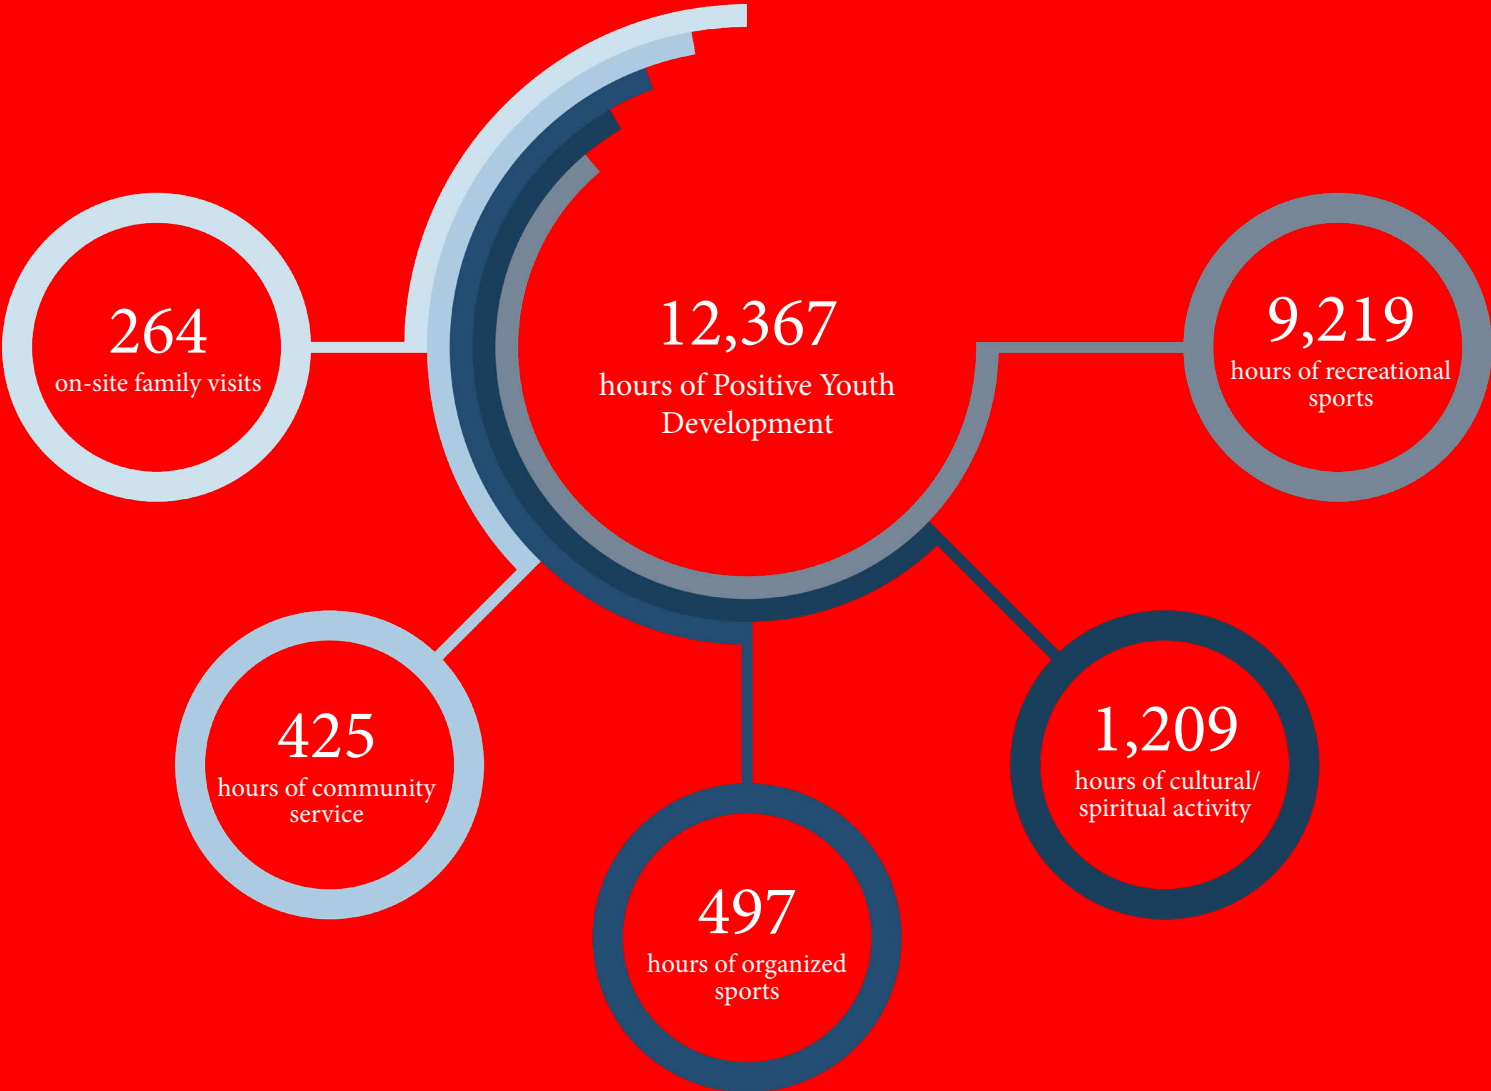 12,367
hours of Positive Youth
Development
264
on-site family visits
9,219
hours of recreational
sports
425
hours of community
service
1,209
hours of cultural/
spiritual activity
497
hours of organized
sports